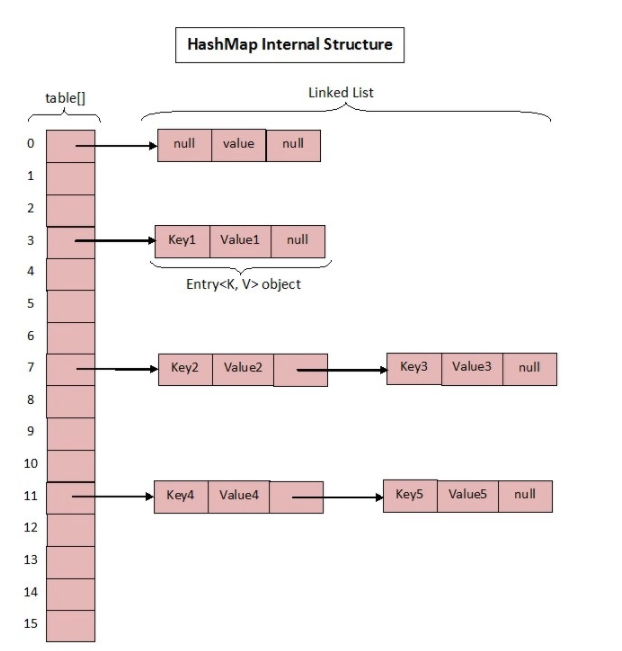 HashMap Internal Structure
table[]
Linked List
0
null value null
1
2
3
Key1 Value1 null
4
Entry<K, V> object
5
6
7
Key2 Value2
Key3 Value3 null
8
9
10
11
Key4 Value4
Key5 Value5 null
12
13
14
15